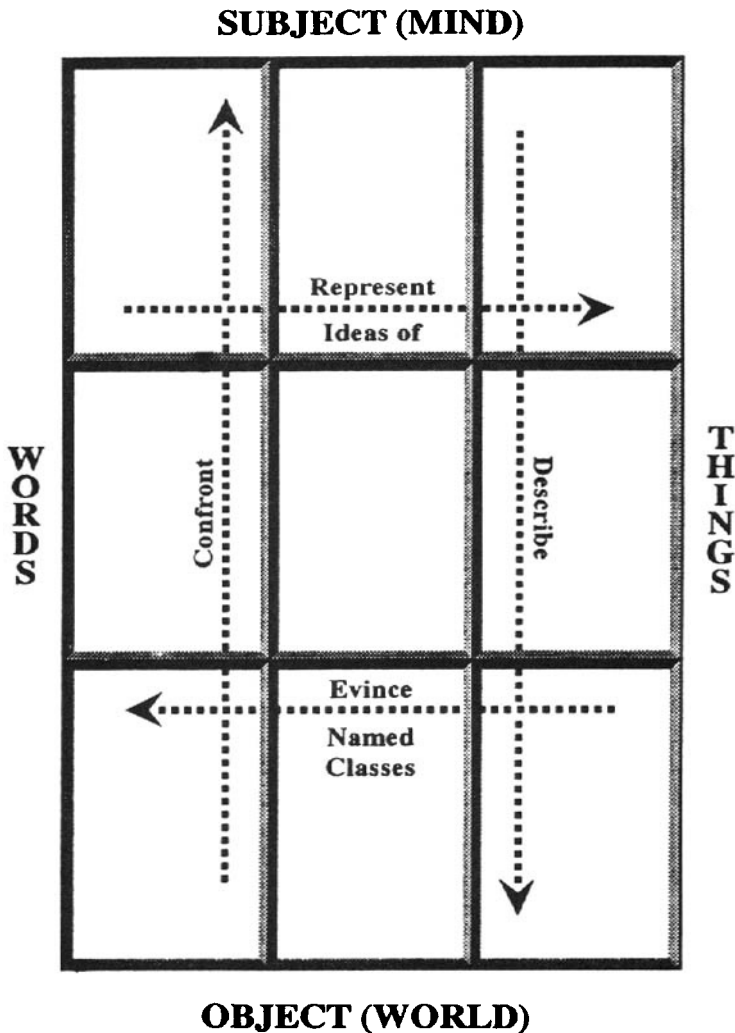 SUBJECT (MIND)
Represent
Ideas of
WORDS
Confront
Describe
THINGS
Evince
Named
Classes
OBJECT (WORLD)